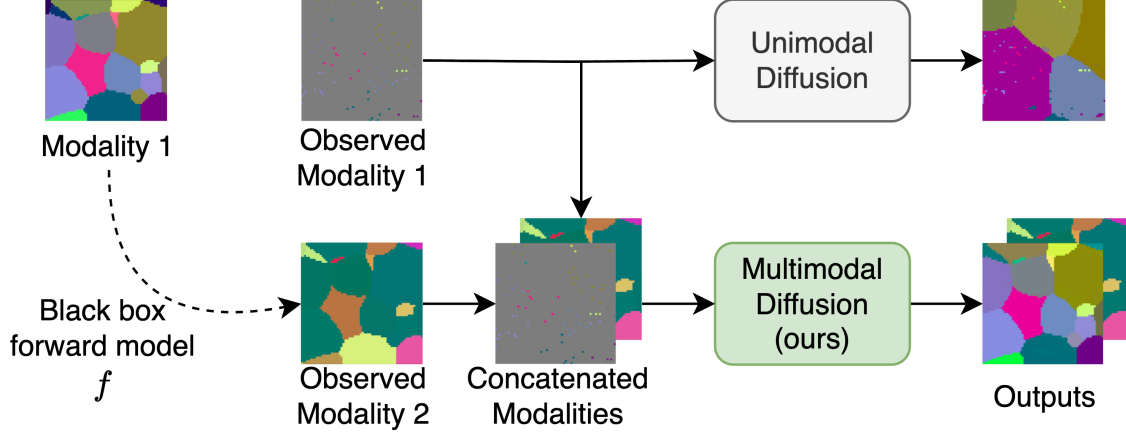 Modality 1
Observed
Modality 1
Unimodal
Diffusion
Black box
forward model
f
Observed
Modality 2
Concatenated
Modalities
Multimodal
Diffusion
(ours)
Outputs